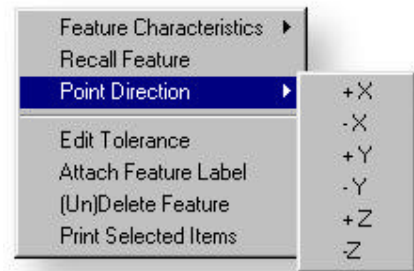 Feature Characteristics
Recall Feature
Point Direction
Edit Tolerance
Attach Feature Label
(Un)Delete Feature
Print Selected Items
+X
-X
+Y
-Y
+Z
-Z